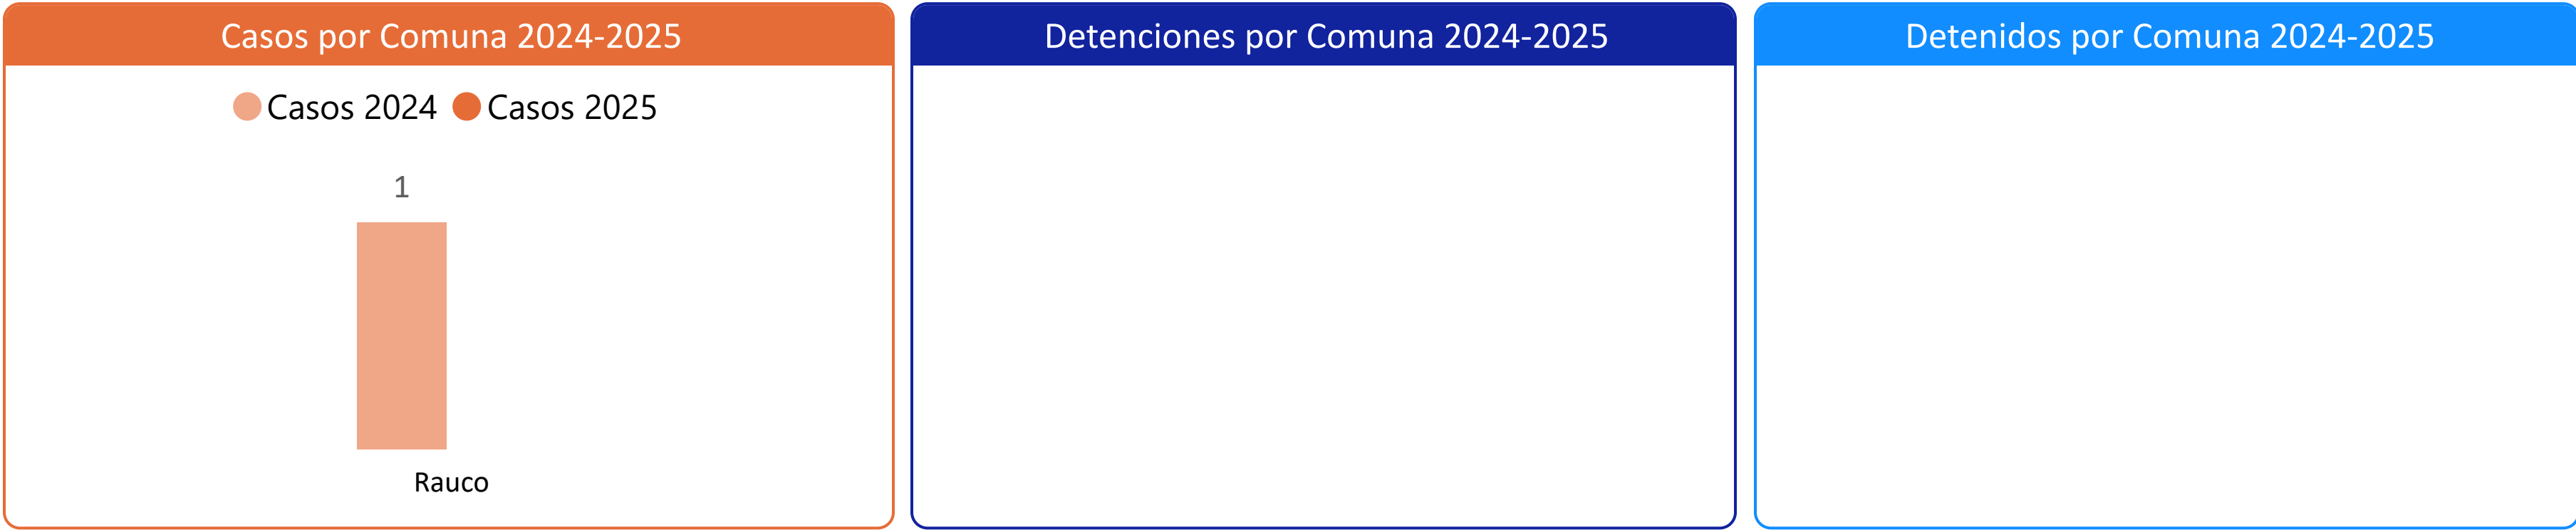 Casos por Comuna 2024-2025
Casos 2024 Casos 2025
1
Rauco
Detenciones por Comuna 2024-2025
Detenidos por Comuna 2024-2025